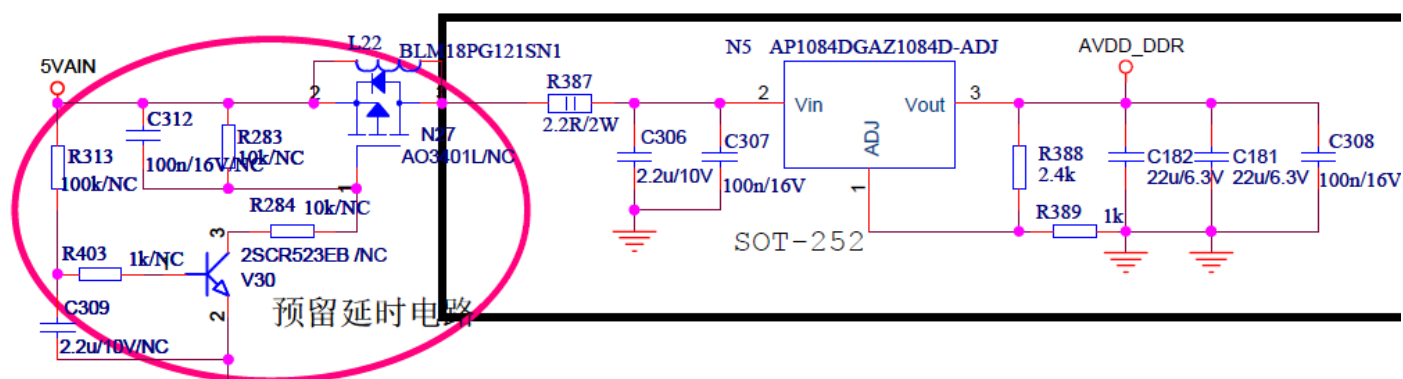 L22
BLM18PG121SN1
5VAIN
2
3
C312
100n/16V/NC
R283
10k/NC
N27
AO3401L/NC
R313
100k/NC
1
R284
10k/NC
3
R403
1k/NC
1
2SCR523EB /NC
V30
2
C309
2.2u/10V/NC
预留延时电路
N5
AP1084DGAZ1084D-ADJ
AVDD_DDR
R387
2.2R/2W
2
Vin
Vout
3
ADJ
1
C306
2.2u/10V
C307
100n/16V
R388
2.4k
R389
1k
C182
22u/6.3V
C181
22u/6.3V
C308
100n/16V
SOT-252